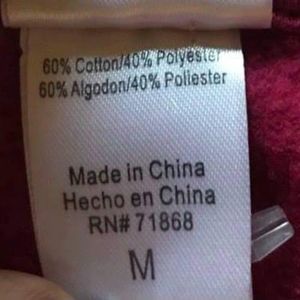 60% Cotton/40% Polyester
60% Algodon/40% Poliester
Made in China
Hecho en China
RN# 71868
M